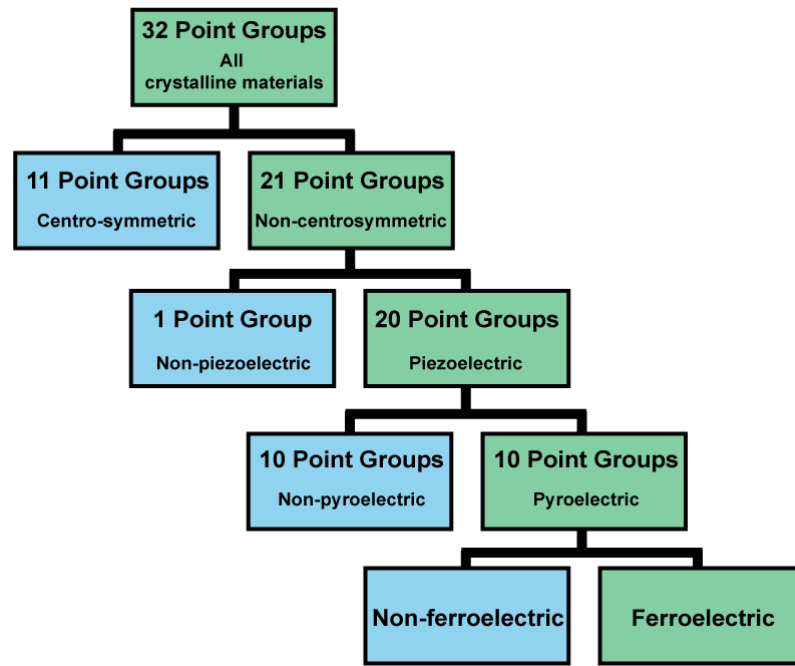 32 Point Groups
All
crystalline materials
11 Point Groups
Centro-symmetric
21 Point Groups
Non-centrosymmetric
1 Point Group
Non-piezoelectric
20 Point Groups
Piezoelectric
10 Point Groups
Non-pyroelectric
10 Point Groups
Pyroelectric
Non-ferroelectric
Ferroelectric